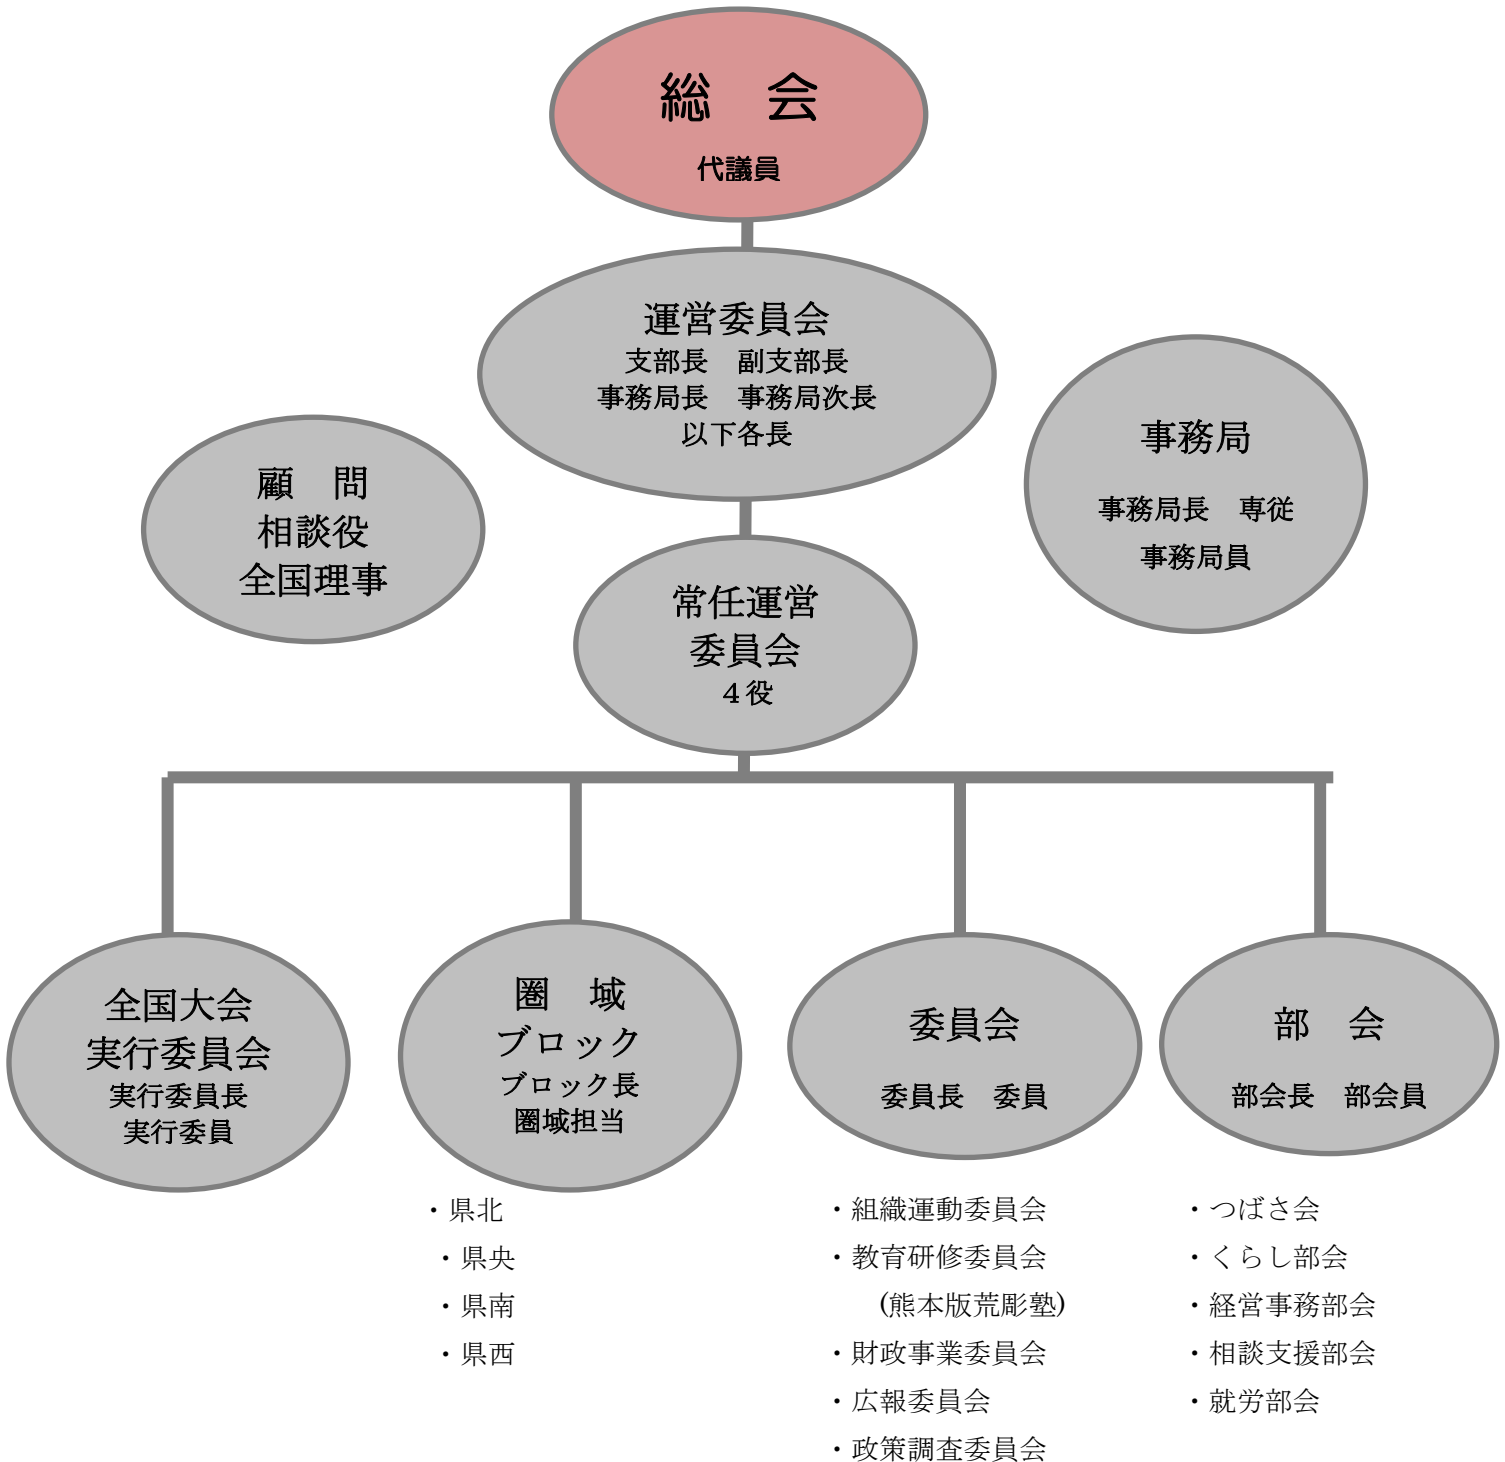 総　会
代議員
運営委員会
支部長　副支部長
事務局長　事務局次長
以下各長
顧　問
相談役
全国理事
事務局
事務局長　専従
事務局員
常任運営
委員会
４役
全国大会
実行委員会
実行委員長
実行委員
圏　域
ブロック
ブロック長
圏域担当
・県北
・県央
・県南
・県西
委員会
委員長　委員
・組織運動委員会
・教育研修委員会
(熊本版荒彫塾)
・財政事業委員会
・広報委員会
・政策調査委員会
部　会
部会長　部会員
・つばさ会
・くらし部会
・経営事務部会
・相談支援部会
・就労部会